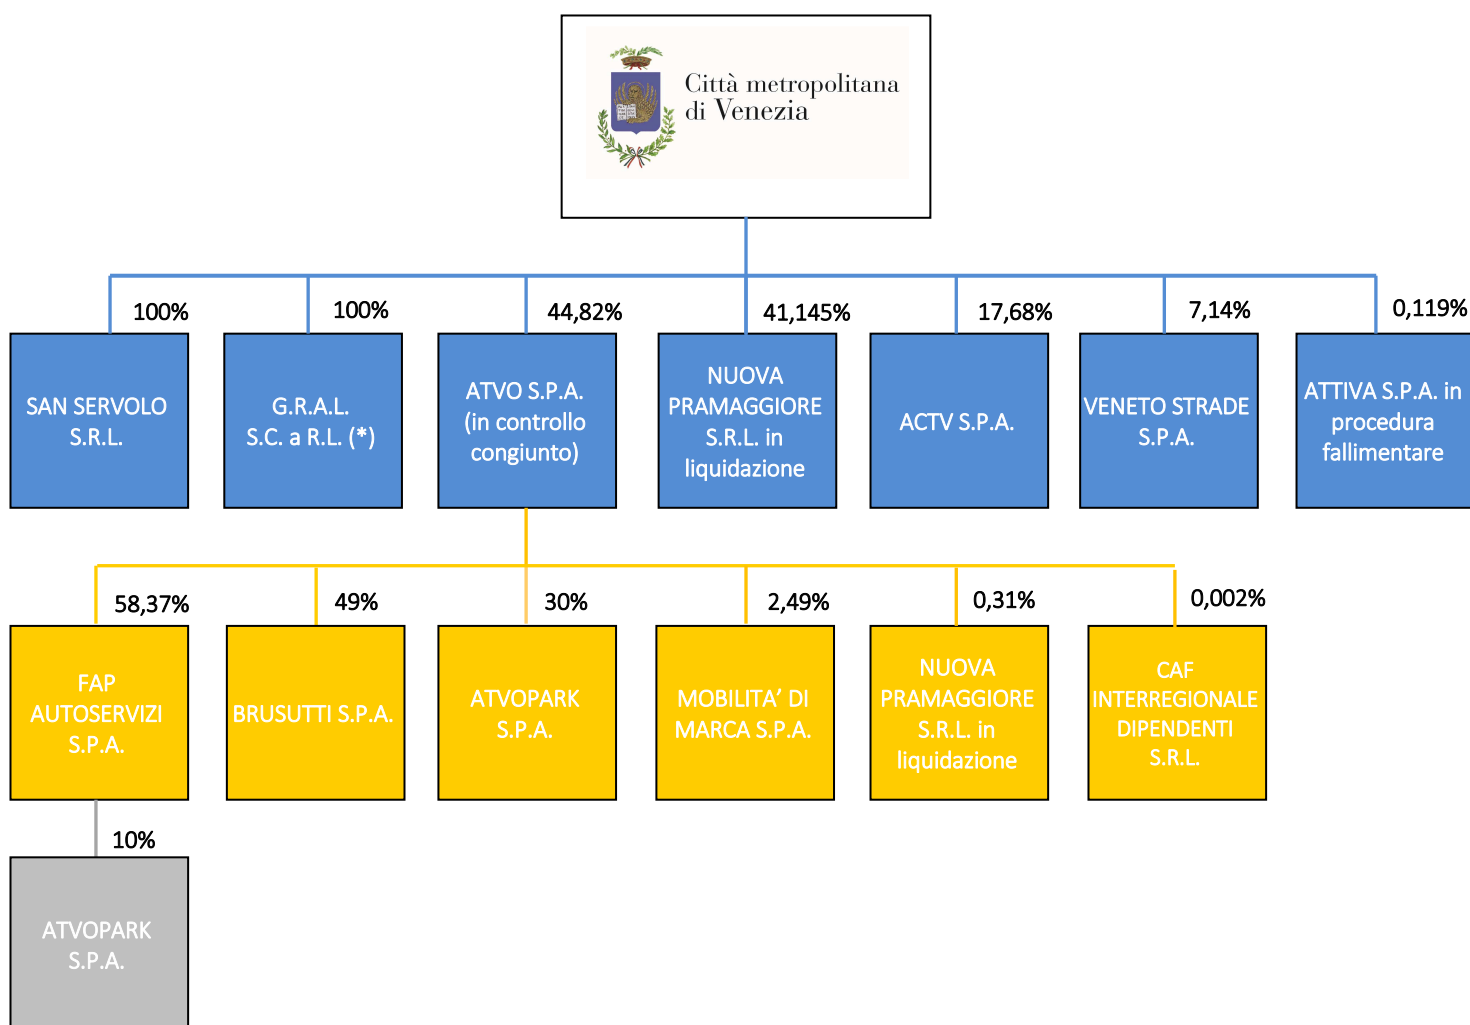 Città metropolitana
di Venezia
100%
100%
44,82%
41,145%
17,68%
7,14%
0,119%
SAN SERVOLO
S.R.L.
G.R.A.L.
S.C. a R.L. (*)
ATVO S.P.A.
(in controllo
congiunto)
NUOVA
PRAMAGGIORE
S.R.L. in
liquidazione
ACTV S.P.A.
VENETO STRADE
S.P.A.
ATTIVA S.P.A. in
procedura
fallimentare
58,37%
49%
30%
2,49%
0,31%
0,002%
FAP
AUTOSERVIZI
S.P.A.
BRUSUTTI S.P.A.
ATVOPARK
S.P.A.
MOBILITA’ DI
MARCA S.P.A.
NUOVA
PRAMAGGIORE
S.R.L. in
liquidazione
CAF
INTERREGIONALE
DIPENDENTI
S.R.L.
10%
ATVOPARK
S.P.A.